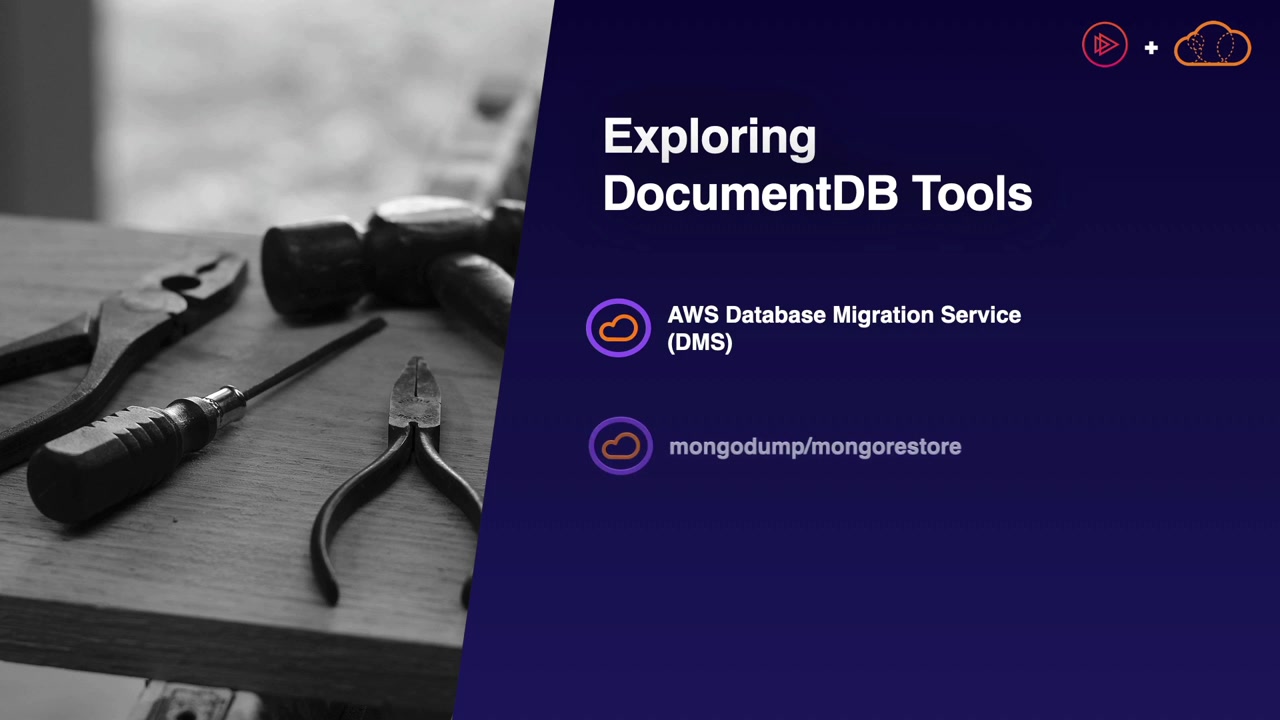 +
Exploring
DocumentDB Tools
AWS Database Migration Service
(DMS)
mongodump/mongorestore